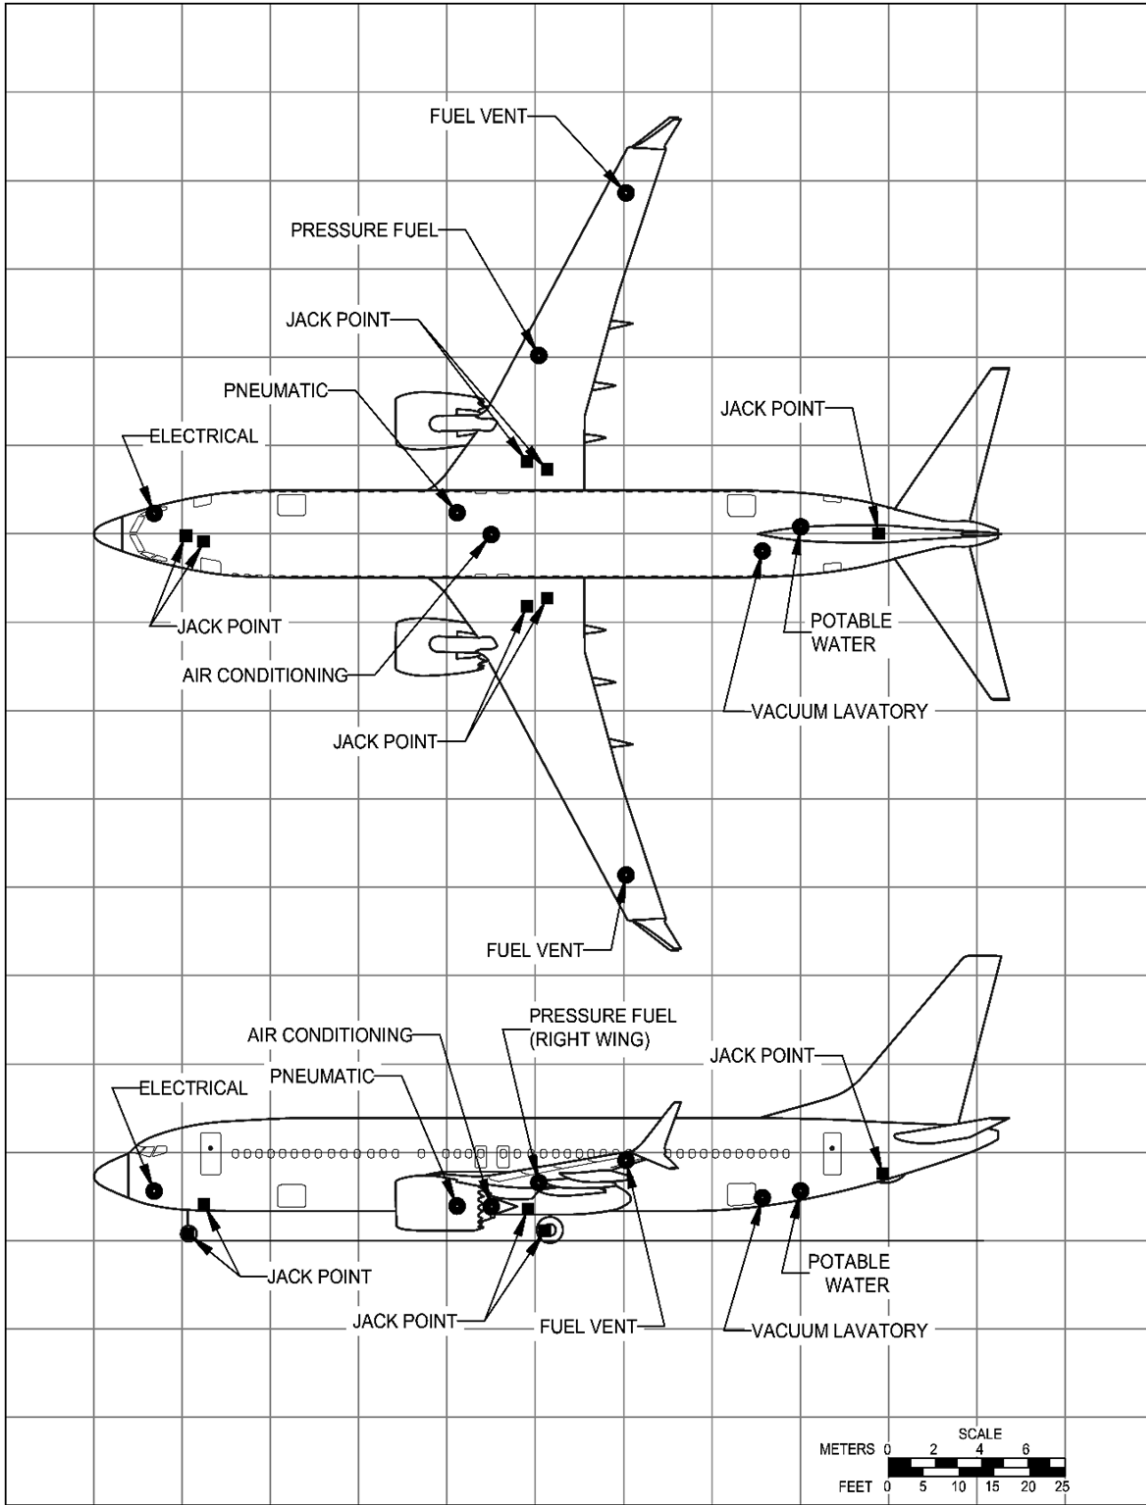 FUEL VENT
PRESSURE FUEL
JACK POINT
PNEUMATIC
JACK POINT
ELECTRICAL
JACK POINT
POTABLE
WATER
AIR CONDITIONING
VACUUM LAVATORY
JACK POINT
FUEL VENT
PRESSURE FUEL
(RIGHT WING)
AIR CONDITIONING
JACK POINT
PNEUMATIC
ELECTRICAL
POTABLE
WATER
JACK POINT
JACK POINT
FUEL VENT
VACUUM LAVATORY
SCALE
METERS 0 2 4 6
FEET 0 5 10 15 20 25